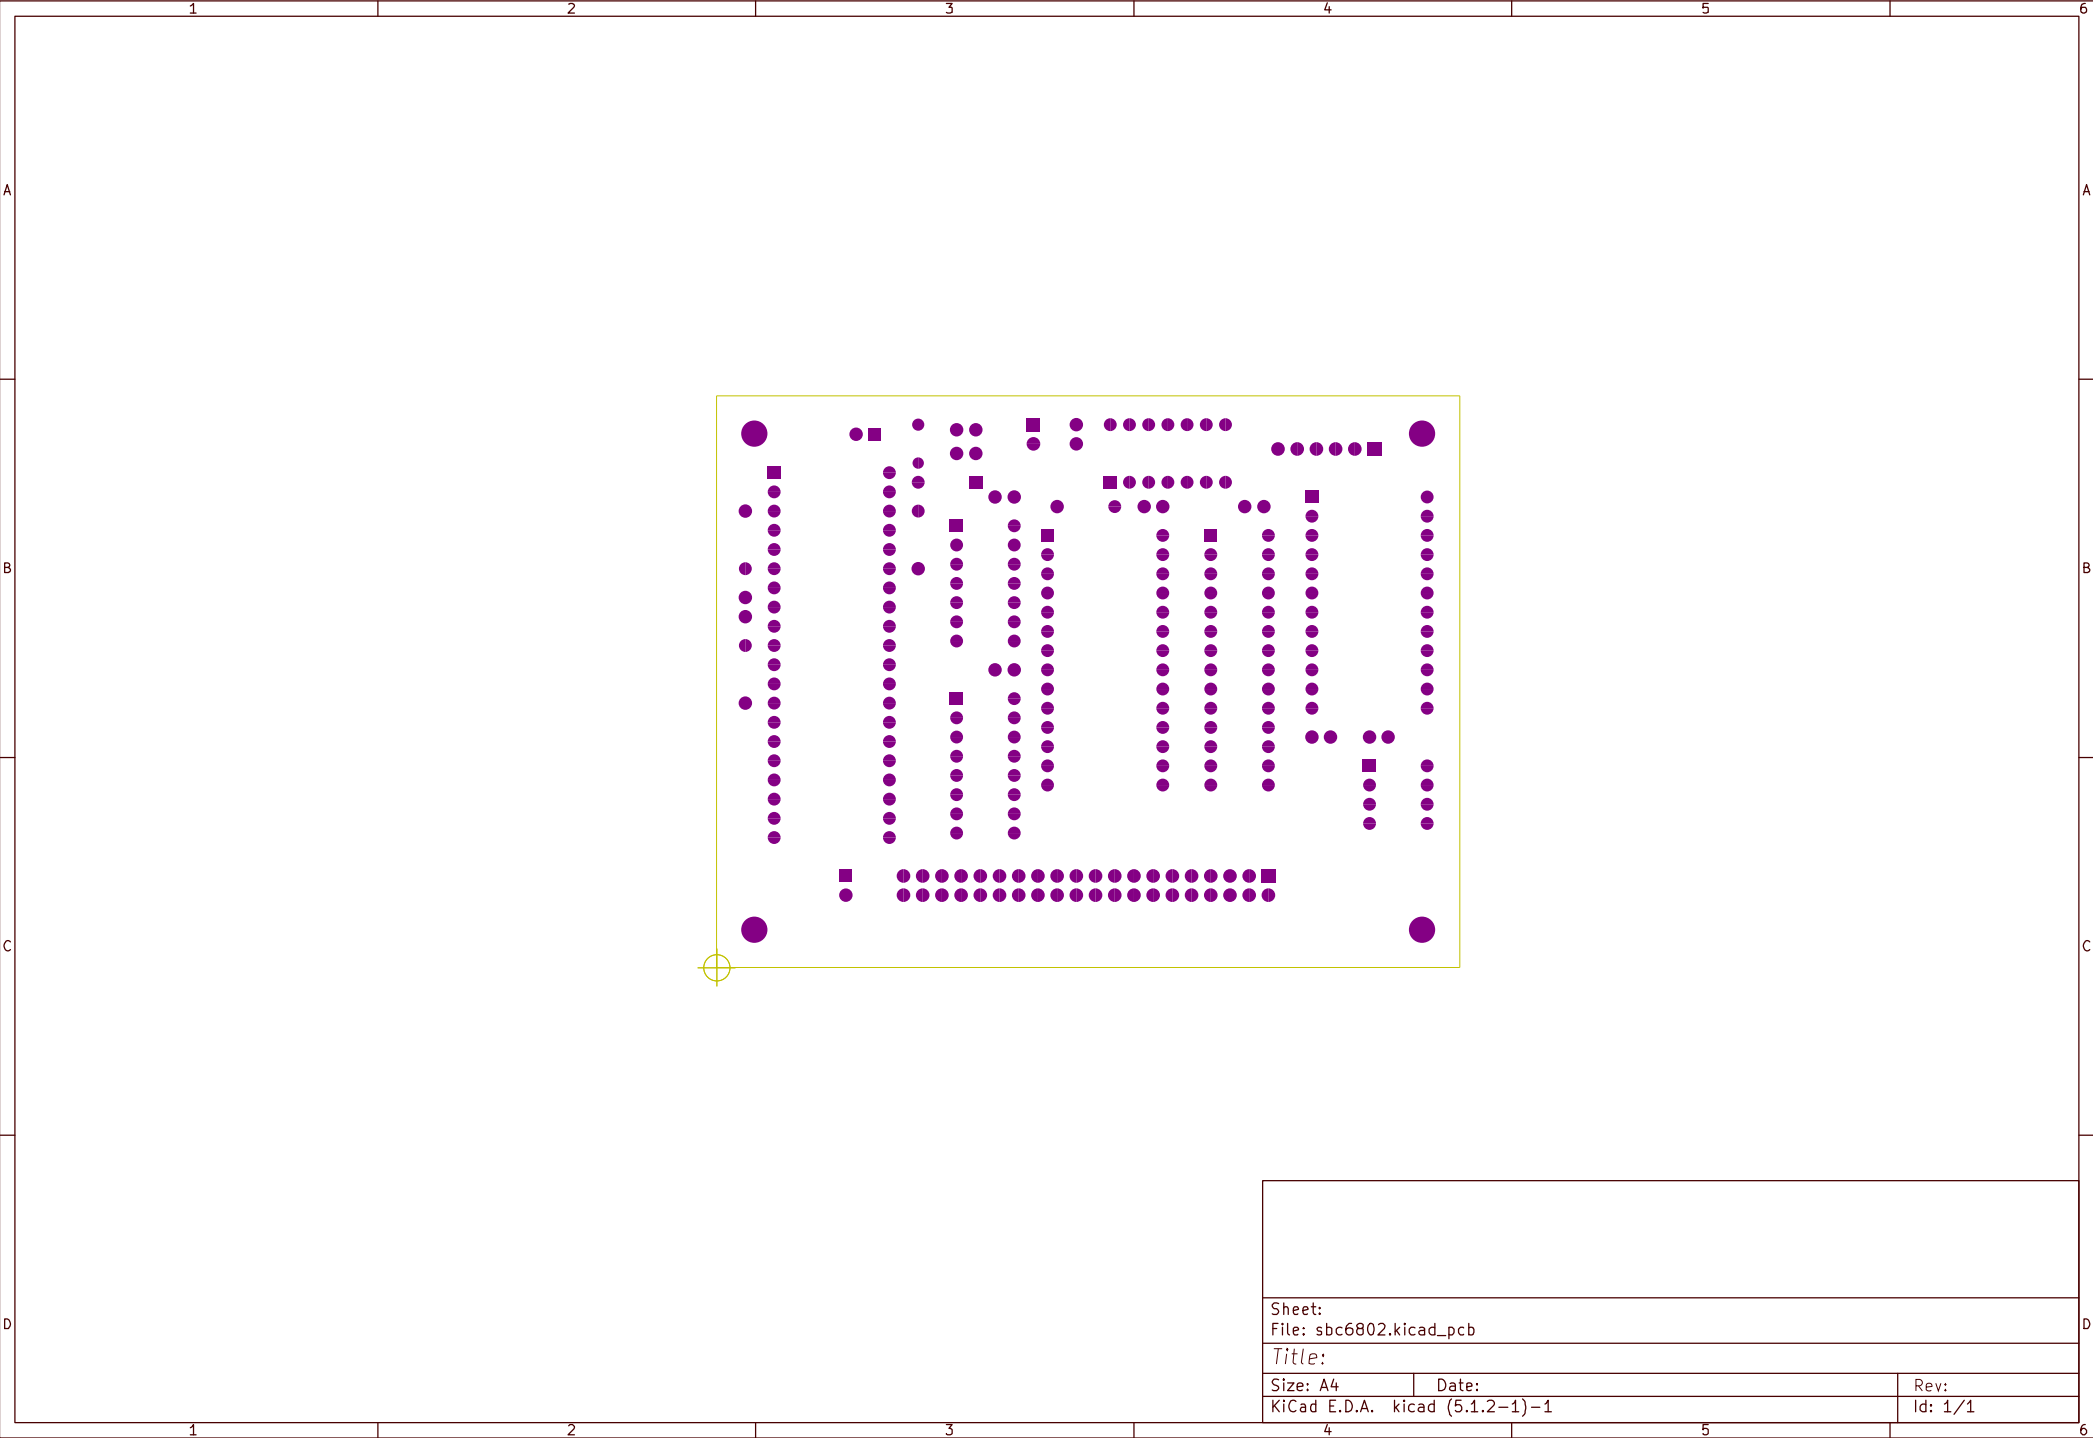 1 2 3 4 5 6
A A
B B
C C
Sheet:
File: sbc6802.kicad_pcb
D D
Title:
Size: A4 Date: Rev:
KiCad E.D.A. kicad (5.1.2-1)-1 Id: 1/1
1 2 3 4 5 6